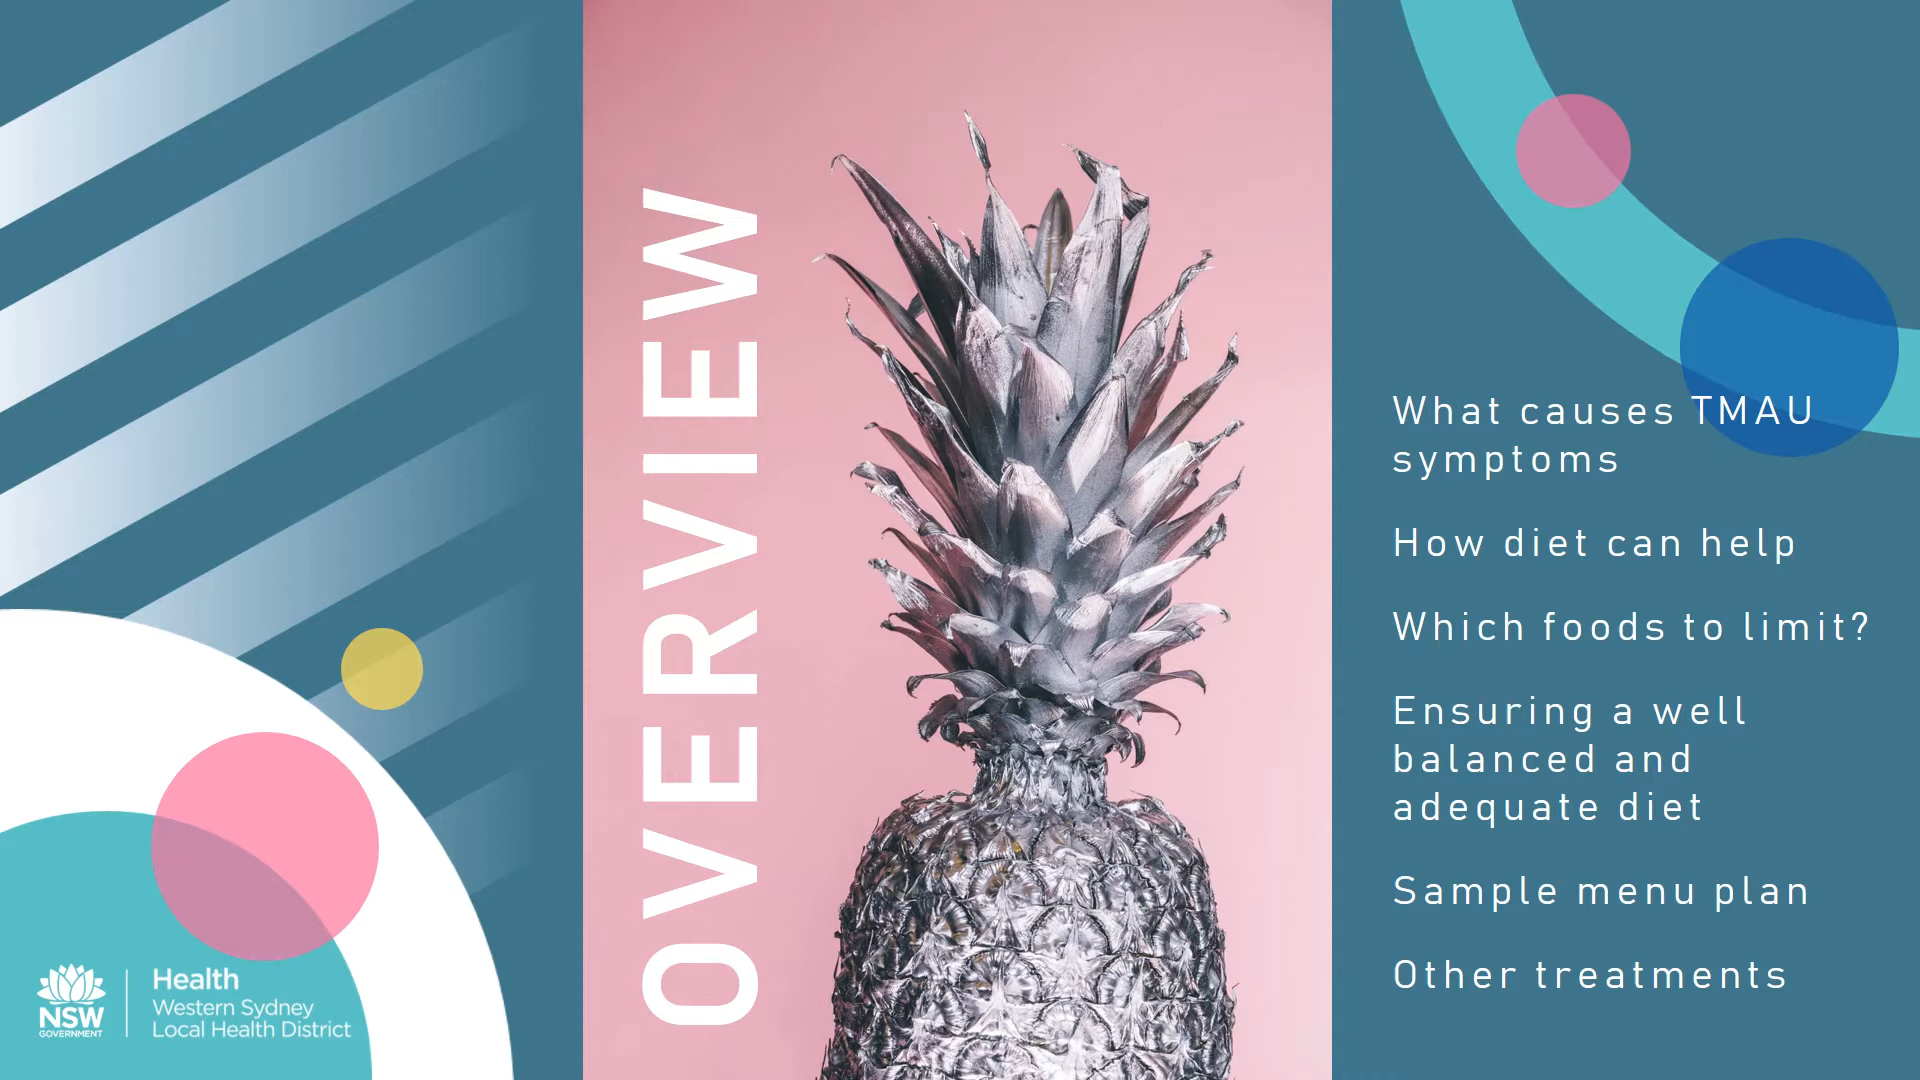 OVERVIEW
What causes TMAU
symptoms
How diet can help
Which foods to limit?
Ensuring a well
balanced and
adequate diet
Sample menu plan
Other treatments
NSW
GOVERNMENT
Health
Western Sydney
Local Health District